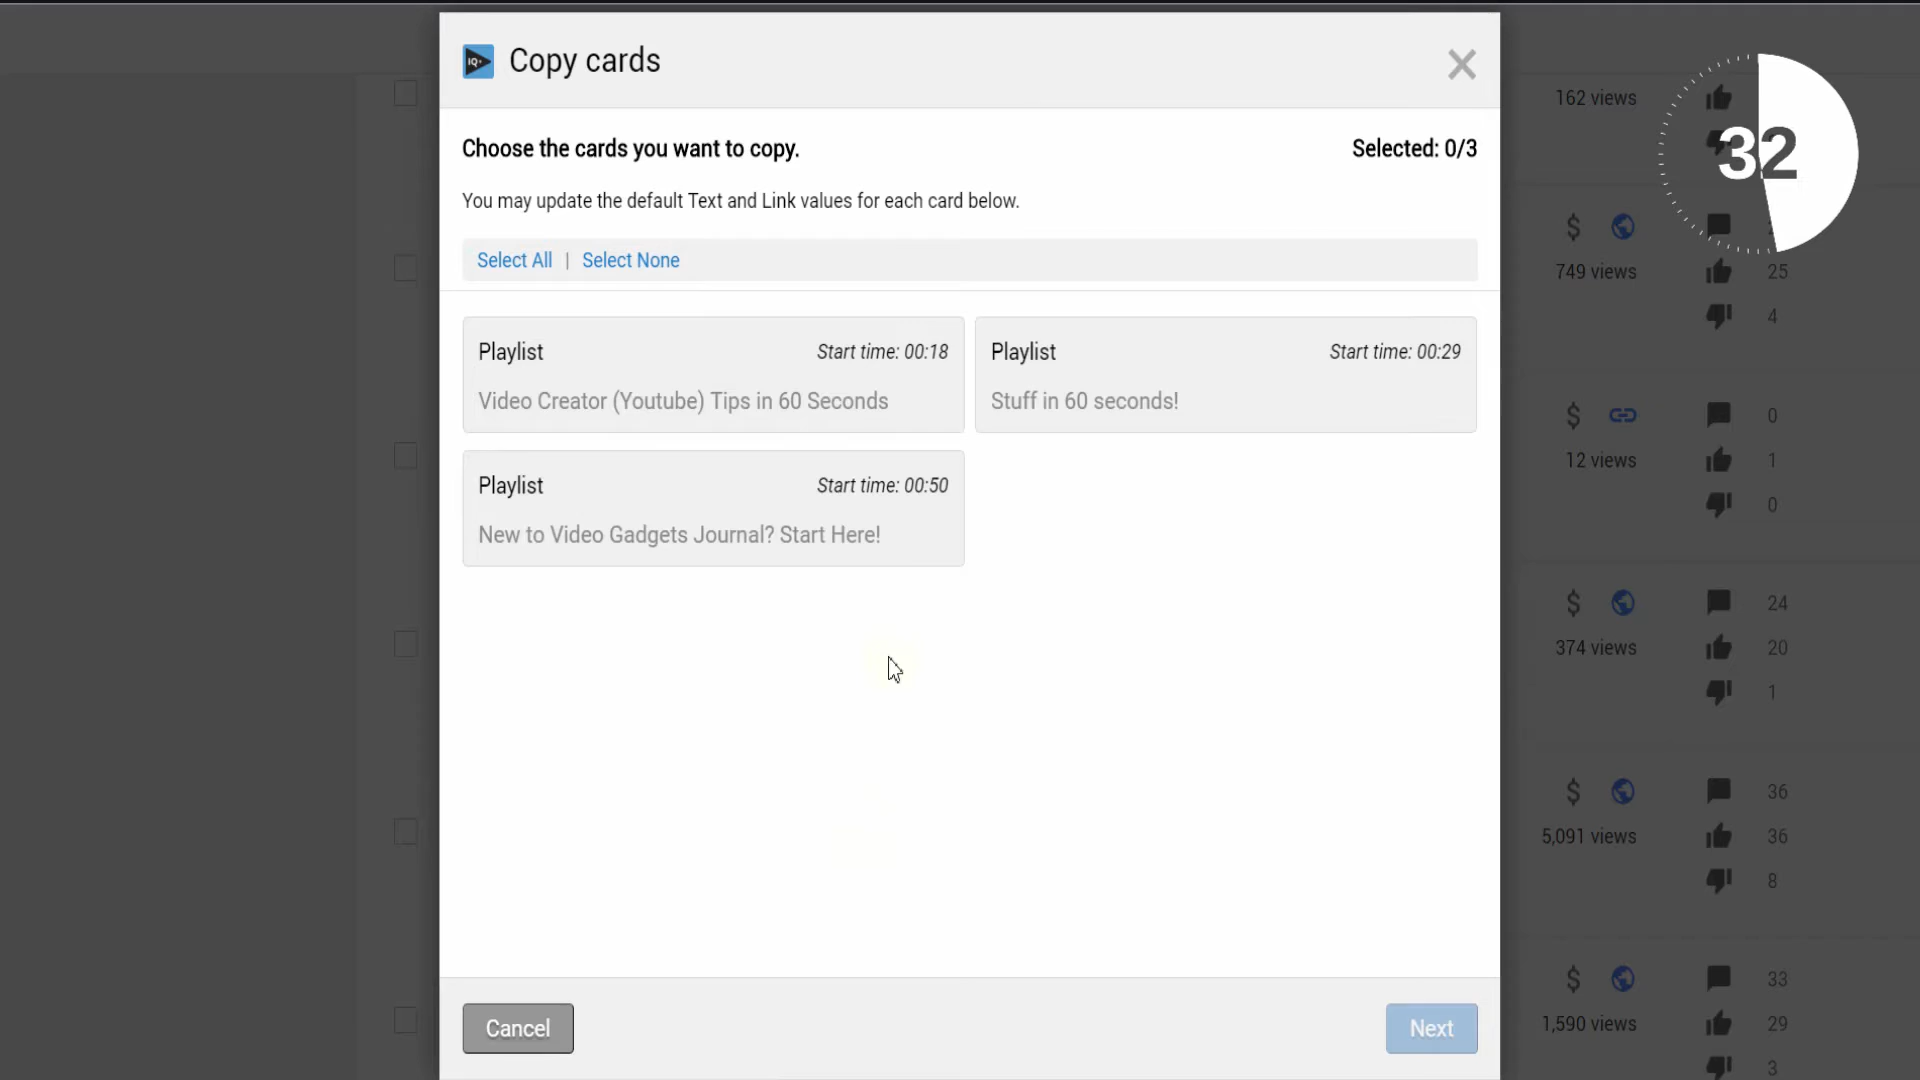 IQ+ Copy cards
Choose the cards you want to copy. Selected: 0/3
You may update the default Text and Link values for each card below.
Select All | Select None
Playlist Start time: 00:18
Video Creator (Youtube) Tips in 60 Seconds
Playlist Start time: 00:29
Stuff in 60 seconds!
Playlist Start time: 00:50
New to Video Gadgets Journal? Start Here!
Cancel Next
162 views
32
$
749 views 25
4
$ 0
12 views 1
0
$ 24
374 views 20
1
$ 36
5,091 views 36
8
$ 33
1,590 views 29
3